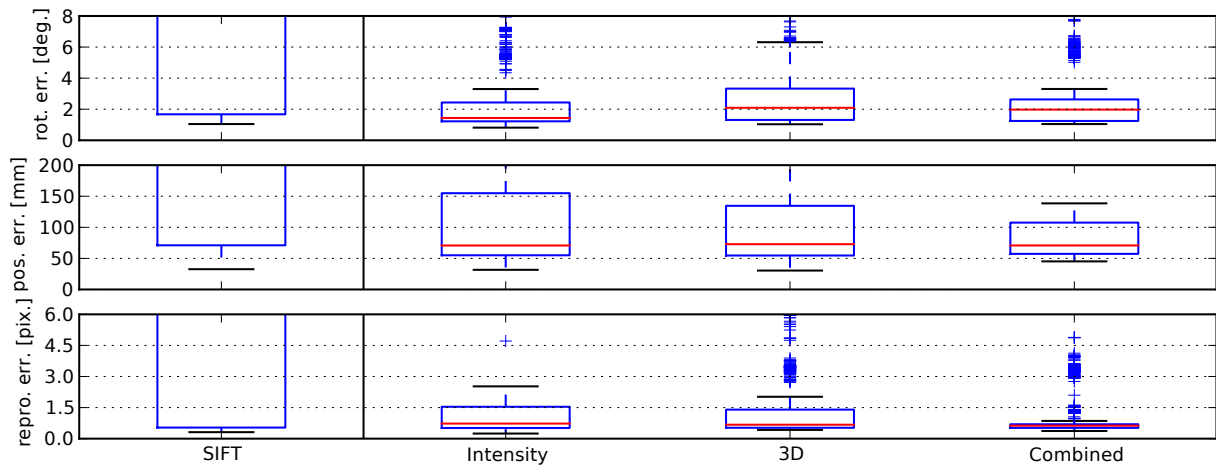 rot. err. [deg.]
8
6
4
2
0
pos. err. [mm]
200
150
100
50
0
repro. err. [pix.]
6.0
4.5
3.0
1.5
0.0
SIFT
Intensity
3D
Combined